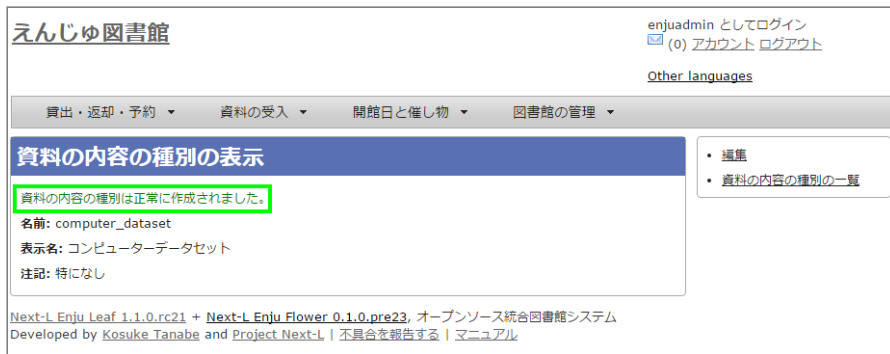 えんじゅ図書館
enjuadmin としてログイン
(0) アカウント ログアウト
Other languages
貸出・返却・予約 ▼ 資料の受入 ▼ 開館日と催し物 ▼ 図書館の管理 ▼
資料の内容の種別の表示
資料の内容の種別は正常に作成されました。
名前: computer_dataset
表示名: コンピューターデータセット
注記: 特になし
• 編集
• 資料の内容の種別の一覧
Next-L Enju Leaf 1.1.0.rc21 + Next-L Enju Flower 0.1.0.pre23, オープンソース統合図書館システム
Developed by Kosuke Tanabe and Project Next-L | 不具合を報告する | マニュアル